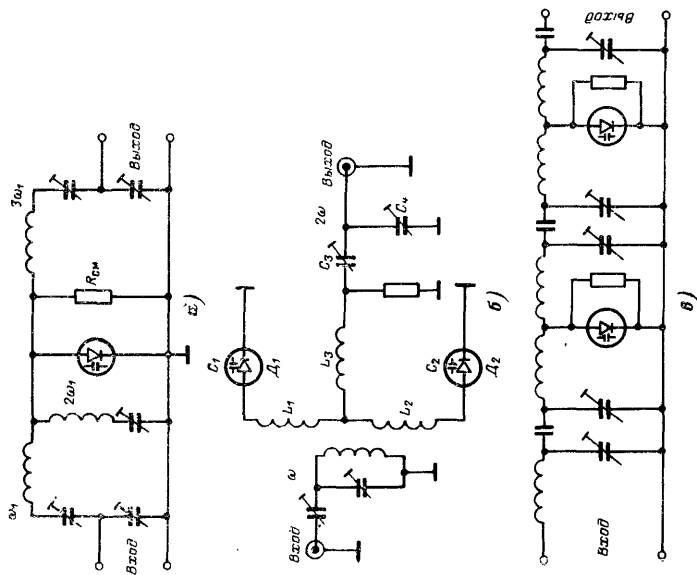 ω₁
2ω₁
3ω₁
Rсм
Вход
Выход
а)
C₁
Д₁
L₁
L₃
C₃
2ω
Выход
C₄
L₂
C₂
Д₂
ω
Вход
б)
Вход
Выход
в)